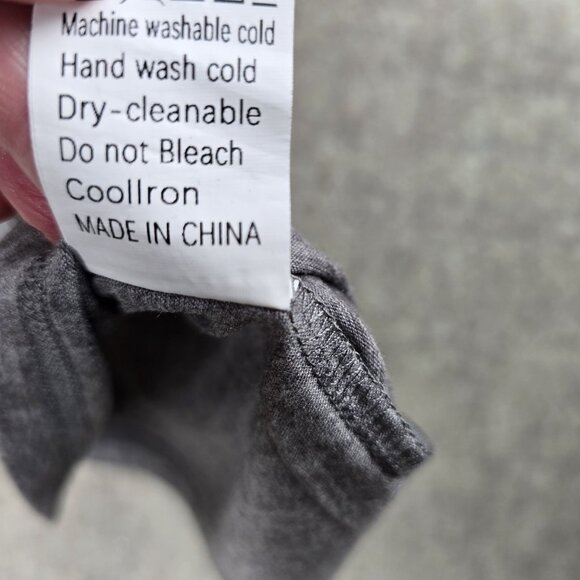 Machine washable cold
Hand wash cold
Dry-cleanable
Do not Bleach
CoolIron
MADE IN CHINA